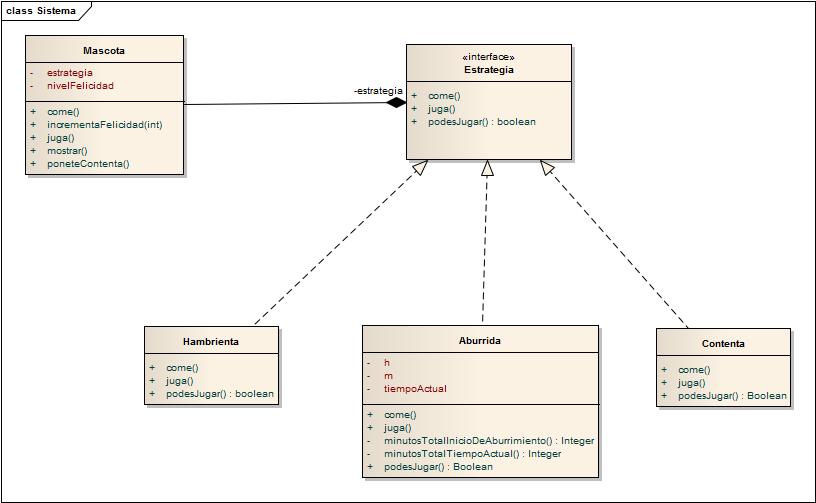 class Sistema
Mascota
- estrategia
- nivelFelicidad
+ come()
+ incrementaFelicidad(int)
+ juga()
+ mostrar()
+ poneteContenta()
-estrategia
«interface»
Estrategia
+ come()
+ juga()
+ podesJugar() : boolean
Hambrienta
+ come()
+ juga()
+ podesJugar() : boolean
Aburrida
- h
- m
- tiempoActual
+ come()
+ juga()
- minutosTotalInicioDeAburrimiento() : Integer
- minutosTotalTiempoActual() : Integer
+ podesJugar() : Boolean
Contenta
+ come()
+ juga()
+ podesJugar() : Boolean